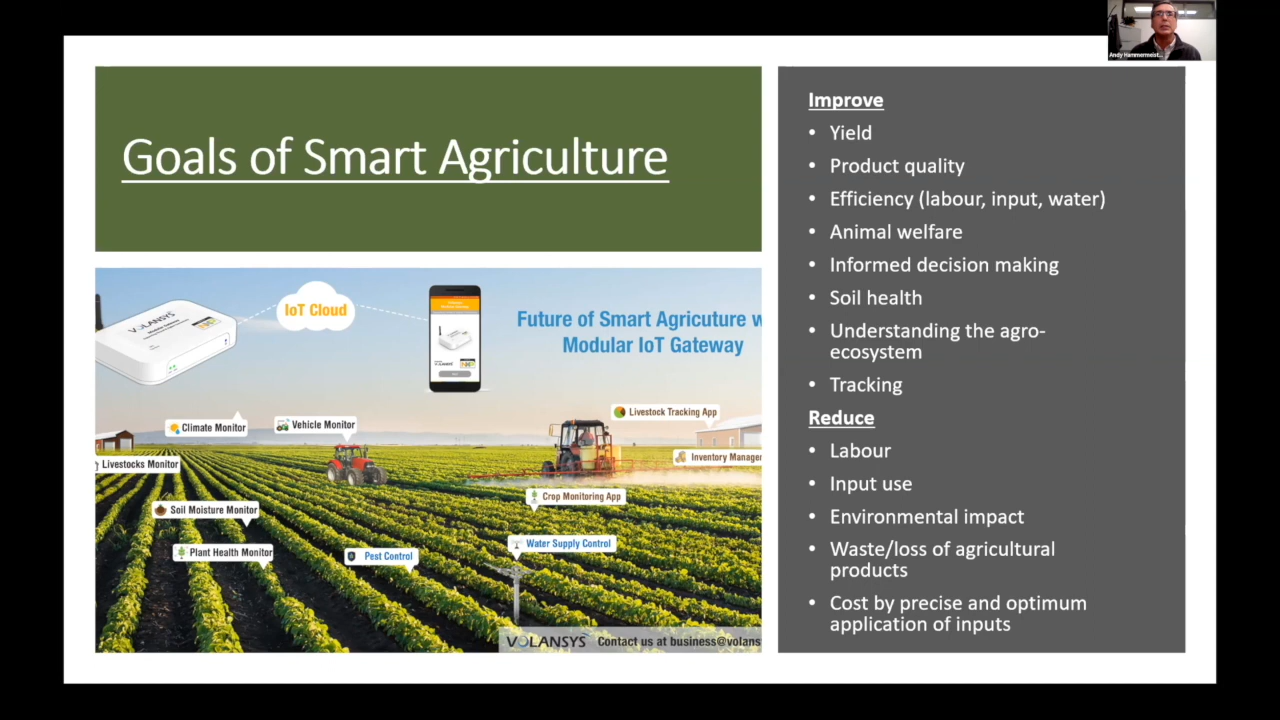 Andy Hammermeist...
Goals of Smart Agriculture
Improve
• Yield
• Product quality
• Efficiency (labour, input, water)
• Animal welfare
• Informed decision making
• Soil health
• Understanding the agro-
ecosystem
• Tracking
Reduce
• Labour
• Input use
• Environmental impact
• Waste/loss of agricultural
products
• Cost by precise and optimum
application of inputs
VOLANSYS
IoT Cloud
Future of Smart Agricuture w
Modular IoT Gateway
Climate Monitor
Vehicle Monitor
Livestock Tracking App
Livestocks Monitor
Inventory Manager
Soil Moisture Monitor
Crop Monitoring App
Plant Health Monitor
Pest Control
Water Supply Control
VOLANSYS Contact us at business@volans